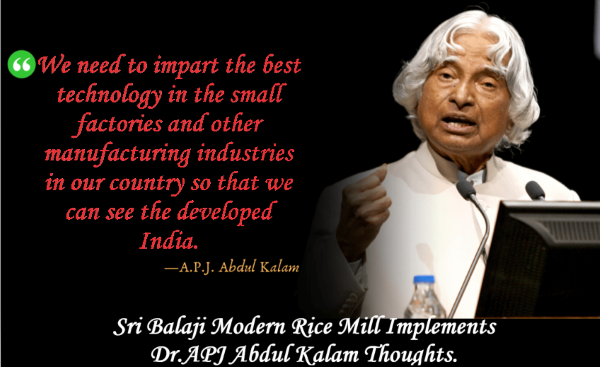 “We need to impart the best
technology in the small
factories and other
manufacturing industries
in our country so that we
can see the developed
India.
—A.P.J. Abdul Kalam
Sri Balaji Modern Rice Mill Implements
Dr.APJ Abdul Kalam Thoughts.